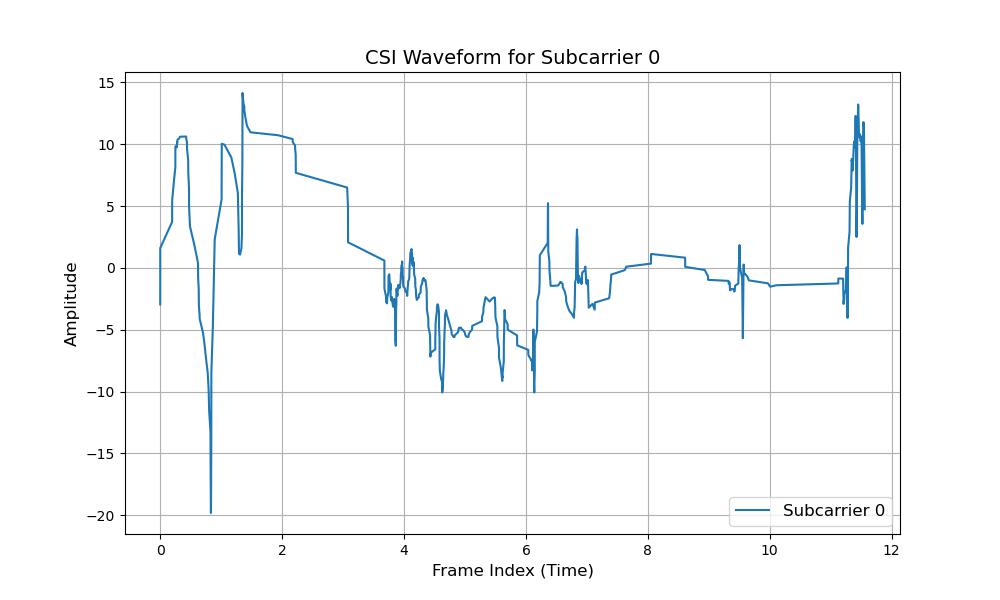 CSI Waveform for Subcarrier 0
Amplitude
15
10
5
0
−5
−10
−15
−20
0 2 4 6 8 10 12
Frame Index (Time)
Subcarrier 0